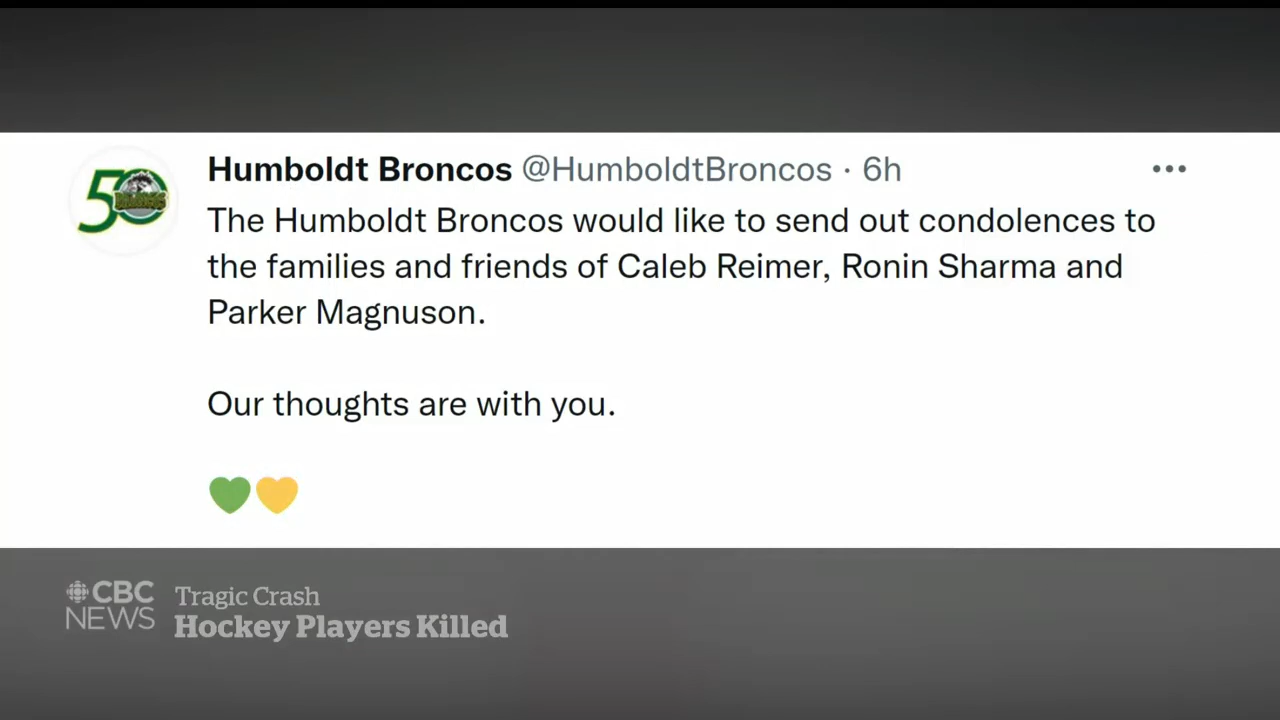 Humboldt Broncos @HumboldtBroncos · 6h
The Humboldt Broncos would like to send out condolences to
the families and friends of Caleb Reimer, Ronin Sharma and
Parker Magnuson.
Our thoughts are with you.
💚💛
50
CBC
NEWS
Tragic Crash
Hockey Players Killed